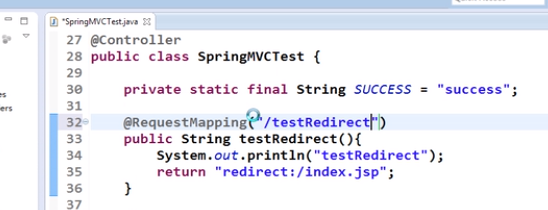 *SpringMVCTest.java
27 @Controller
28 public class SpringMVCTest {
29
30 private static final String SUCCESS = "success";
31
32 @RequestMapping("/testRedirect")
33 public String testRedirect(){
34 System.out.println("testRedirect");
35 return "redirect:/index.jsp";
36 }
37
es
ers